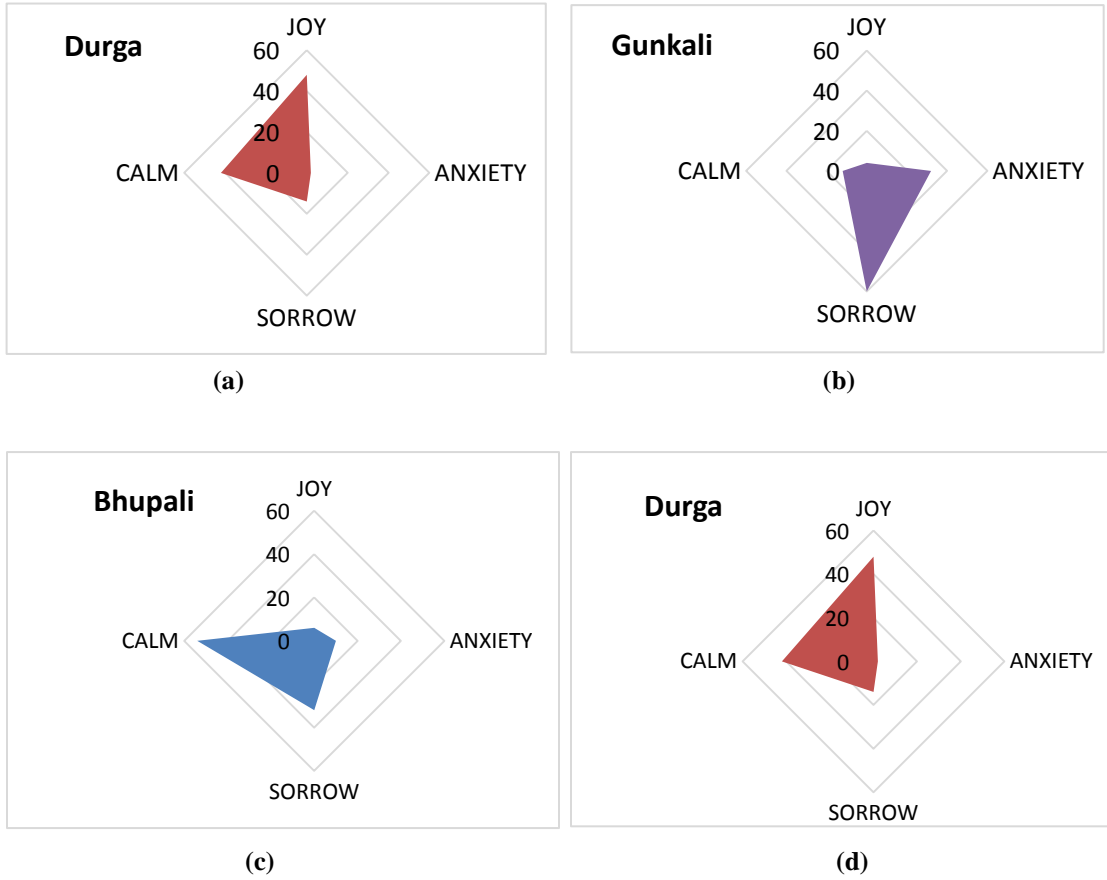 Durga
JOY
60
40
20
0
CALM
ANXIETY
SORROW
(a)
Gunkali
JOY
60
40
20
0
CALM
ANXIETY
SORROW
(b)
Bhupali
JOY
60
40
20
0
CALM
ANXIETY
SORROW
(c)
Durga
JOY
60
40
20
0
CALM
ANXIETY
SORROW
(d)